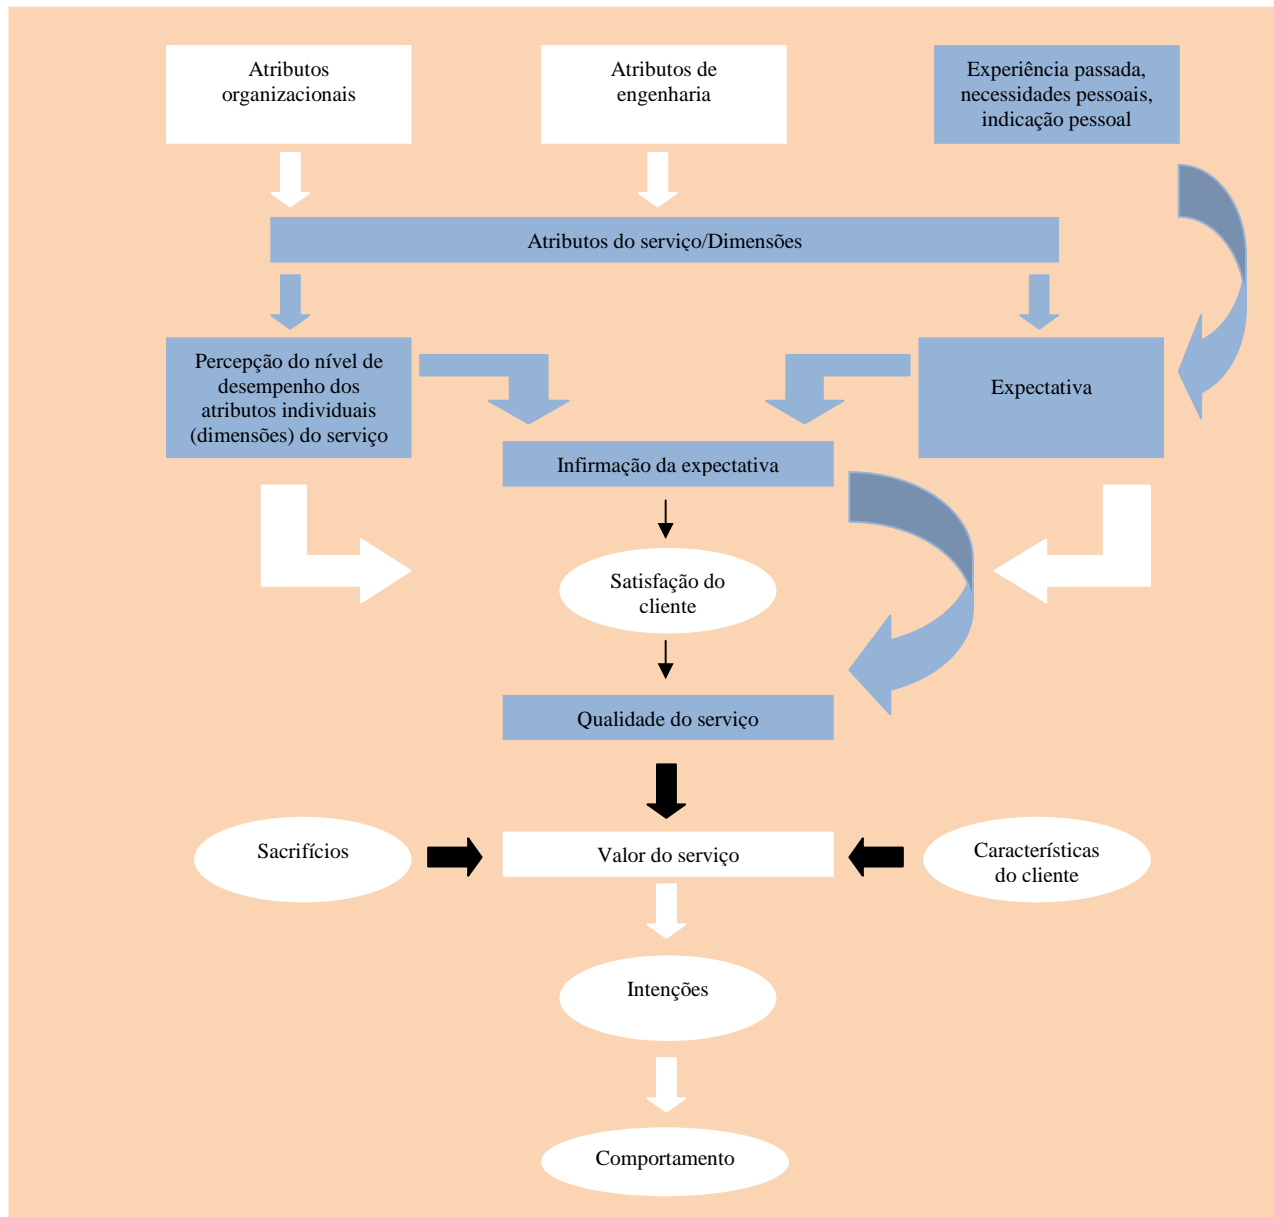 Atributos
organizacionais
Atributos de
engenharia
Experiência passada,
necessidades pessoais,
indicação pessoal
Atributos do serviço/Dimensões
Percepção do nível de
desempenho dos
atributos individuais
(dimensões) do serviço
Expectativa
Infirmação da expectativa
Satisfação do
cliente
Qualidade do serviço
Sacrifícios
Valor do serviço
Características
do cliente
Intenções
Comportamento